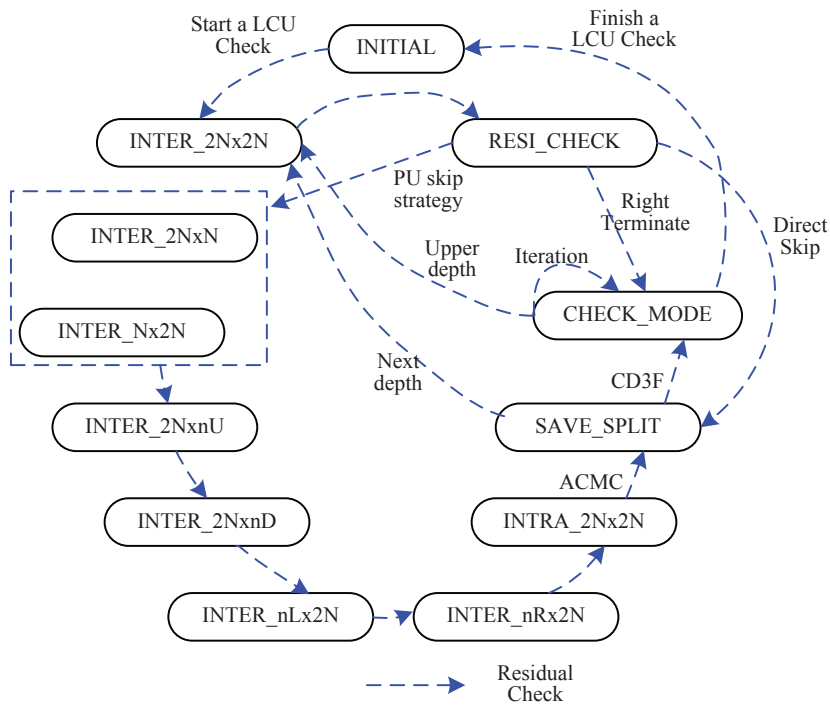 Start a LCU
Check
INITIAL
Finish a
LCU Check
INTER_2Nx2N
RESI_CHECK
PU skip
strategy
Right
Terminate
Direct
Skip
INTER_2NxN
Upper
depth
Iteration
CHECK_MODE
INTER_Nx2N
Next
depth
CD3F
INTER_2NxnU
SAVE_SPLIT
ACMC
INTER_2NxnD
INTRA_2Nx2N
INTER_nLx2N
INTER_nRx2N
Residual
Check